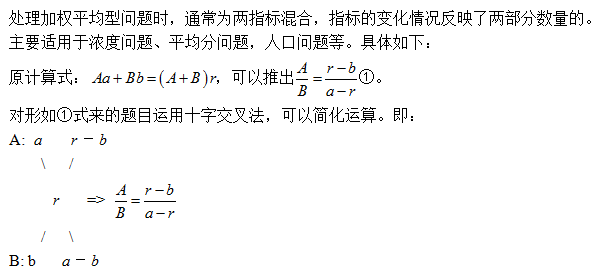 处理加权平均型问题时，通常为两指标混合，指标的变化情况反映了两部分数量的。
主要适用于浓度问题、平均分问题，人口问题等。具体如下：
原计算式：Aa+Bb=(A+B)r，可以推出A/B=(r-b)/(a-r)①。
对形如①式来的题目运用十字交叉法，可以简化运算。即：
A: a r－b
\ /
r => A/B=(r-b)/(a-r)
/ \
B: b a－b